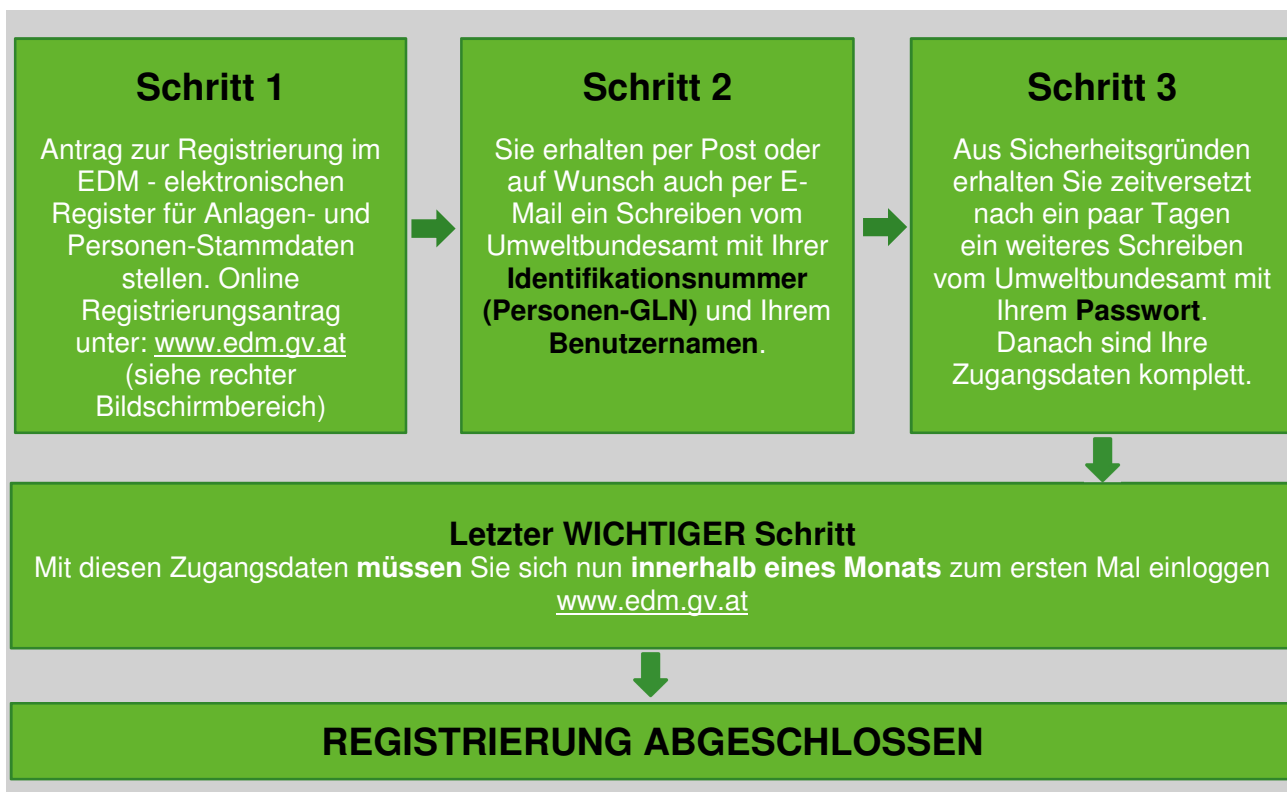 Schritt 1
Antrag zur Registrierung im
EDM - elektronischen
Register für Anlagen- und
Personen-Stammdaten
stellen. Online
Registrierungsantrag
unter: www.edm.gv.at
(siehe rechter
Bildschirmbereich)
Schritt 2
Sie erhalten per Post oder
auf Wunsch auch per E-
Mail ein Schreiben vom
Umweltbundesamt mit Ihrer
Identifikationsnummer
(Personen-GLN) und Ihrem
Benutzernamen.
Schritt 3
Aus Sicherheitsgründen
erhalten Sie zeitversetzt
nach ein paar Tagen
ein weiteres Schreiben
vom Umweltbundesamt mit
Ihrem Passwort.
Danach sind Ihre
Zugangsdaten komplett.
Letzter WICHTIGER Schritt
Mit diesen Zugangsdaten müssen Sie sich nun innerhalb eines Monats zum ersten Mal einloggen
www.edm.gv.at
REGISTRIERUNG ABGESCHLOSSEN